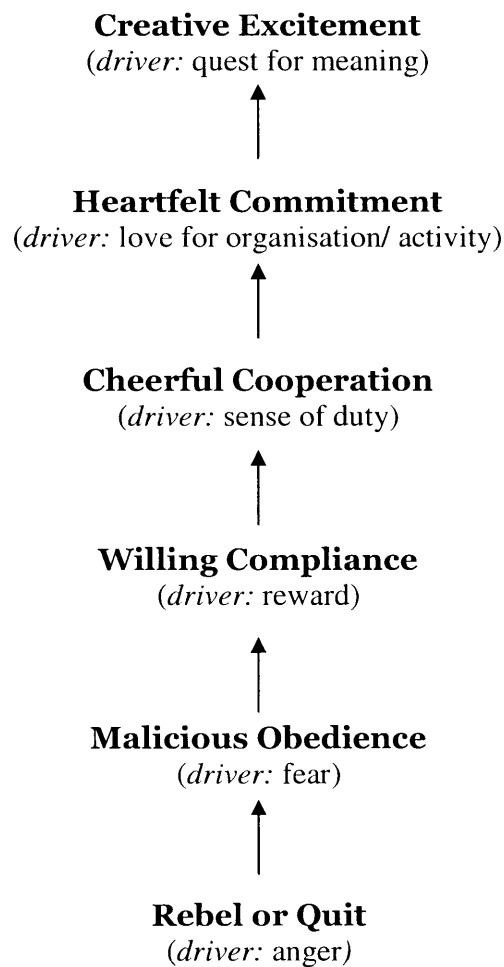 Creative Excitement
(driver: quest for meaning)
Heartfelt Commitment
(driver: love for organisation/ activity)
Cheerful Cooperation
(driver: sense of duty)
Willing Compliance
(driver: reward)
Malicious Obedience
(driver: fear)
Rebel or Quit
(driver: anger)